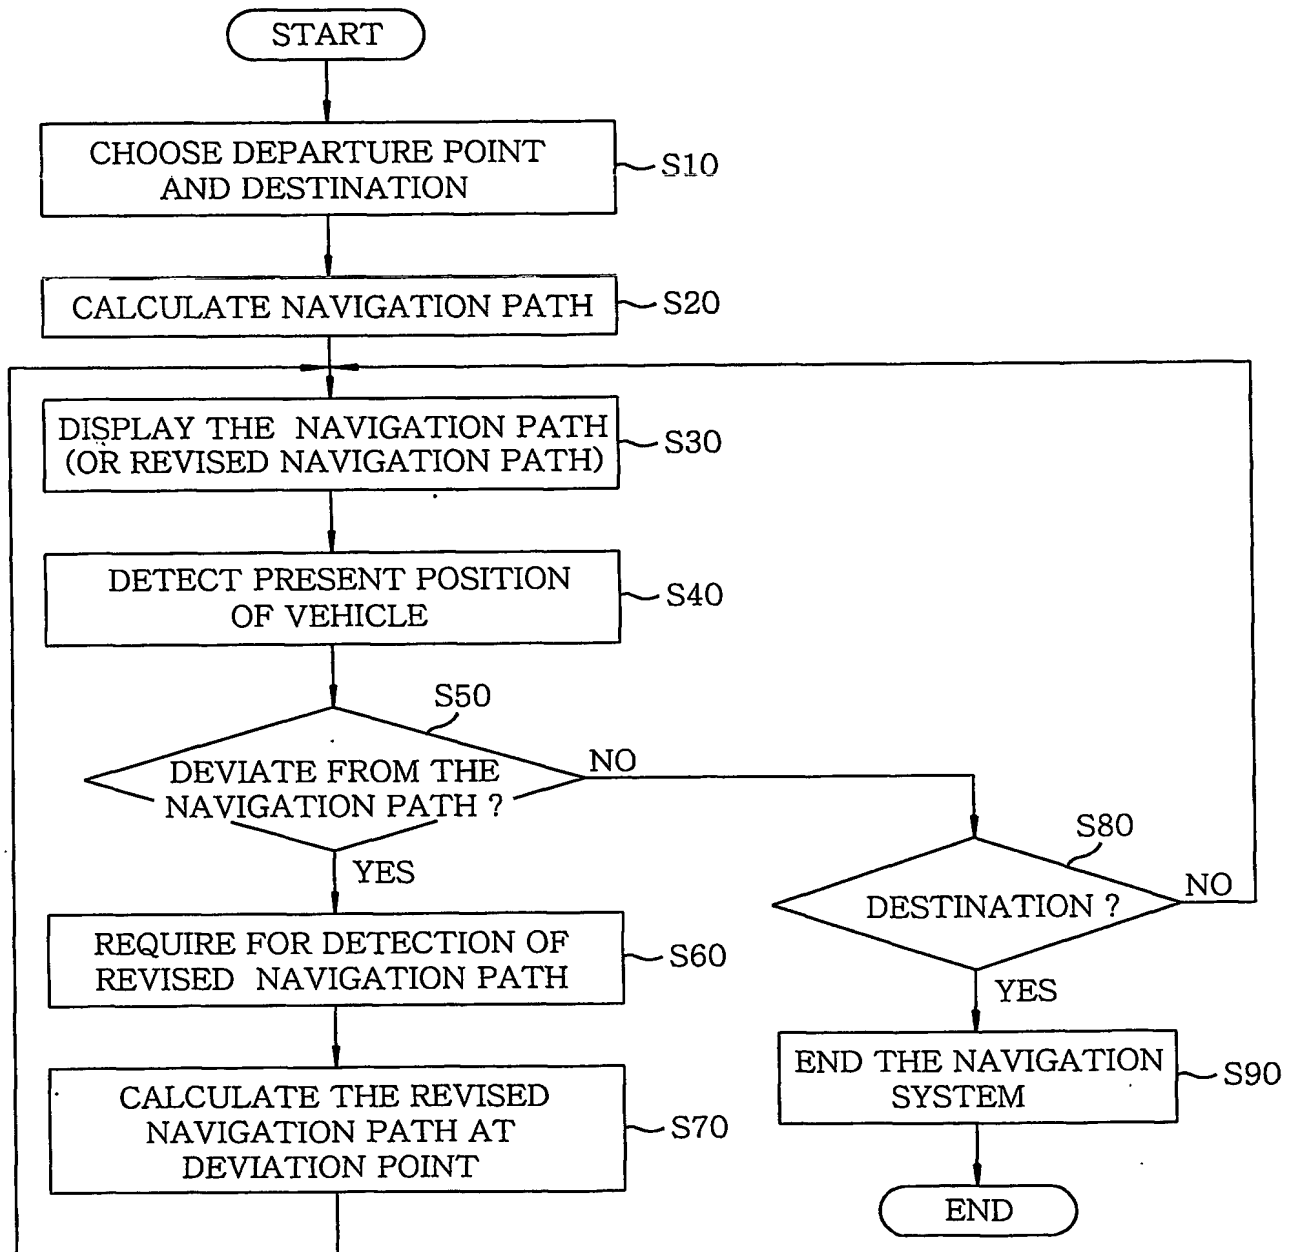 START
CHOOSE DEPARTURE POINT
AND DESTINATION
S10
CALCULATE NAVIGATION PATH
S20
DISPLAY THE NAVIGATION PATH
(OR REVISED NAVIGATION PATH)
S30
DETECT PRESENT POSITION
OF VEHICLE
S40
S50
DEVIATE FROM THE
NAVIGATION PATH ?
NO
YES
REQUIRE FOR DETECTION OF
REVISED NAVIGATION PATH
S60
CALCULATE THE REVISED
NAVIGATION PATH AT
DEVIATION POINT
S70
S80
DESTINATION ?
NO
YES
END THE NAVIGATION
SYSTEM
S90
END